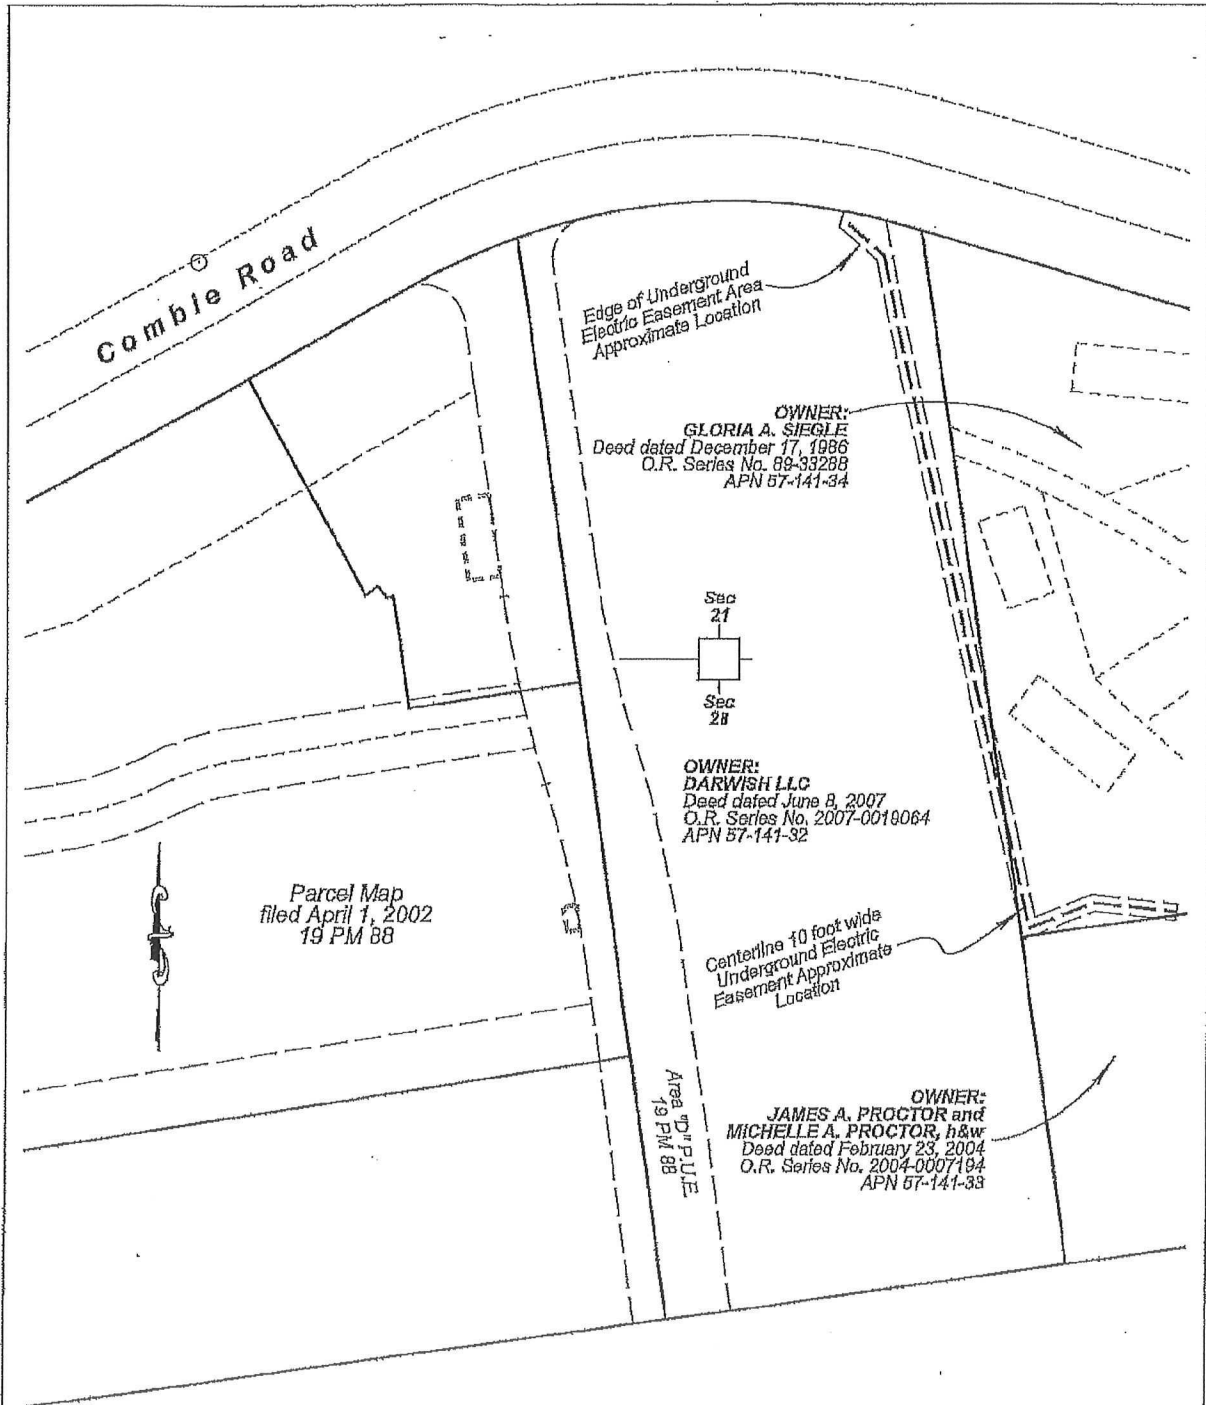 Combie Road
Edge of Underground
Electric Easement Area
Approximate Location
OWNER:
GLORIA A. SIEGLE
Deed dated December 17, 1986
O.R. Series No. 89-33288
APN 57-141-34
Sec
21
Sec
28
OWNER:
DARWISH LLC
Deed dated June 8, 2007
O.R. Series No. 2007-0019064
APN 57-141-32
Parcel Map
filed April 1, 2002
19 PM 88
Centerline 10 foot wide
Underground Electric
Easement Approximate
Location
Area "D" P.U.E.
19 PM 88
OWNER:
JAMES A. PROCTOR and
MICHELLE A. PROCTOR, h&w
Deed dated February 23, 2004
O.R. Series No. 2004-0007194
APN 57-141-33